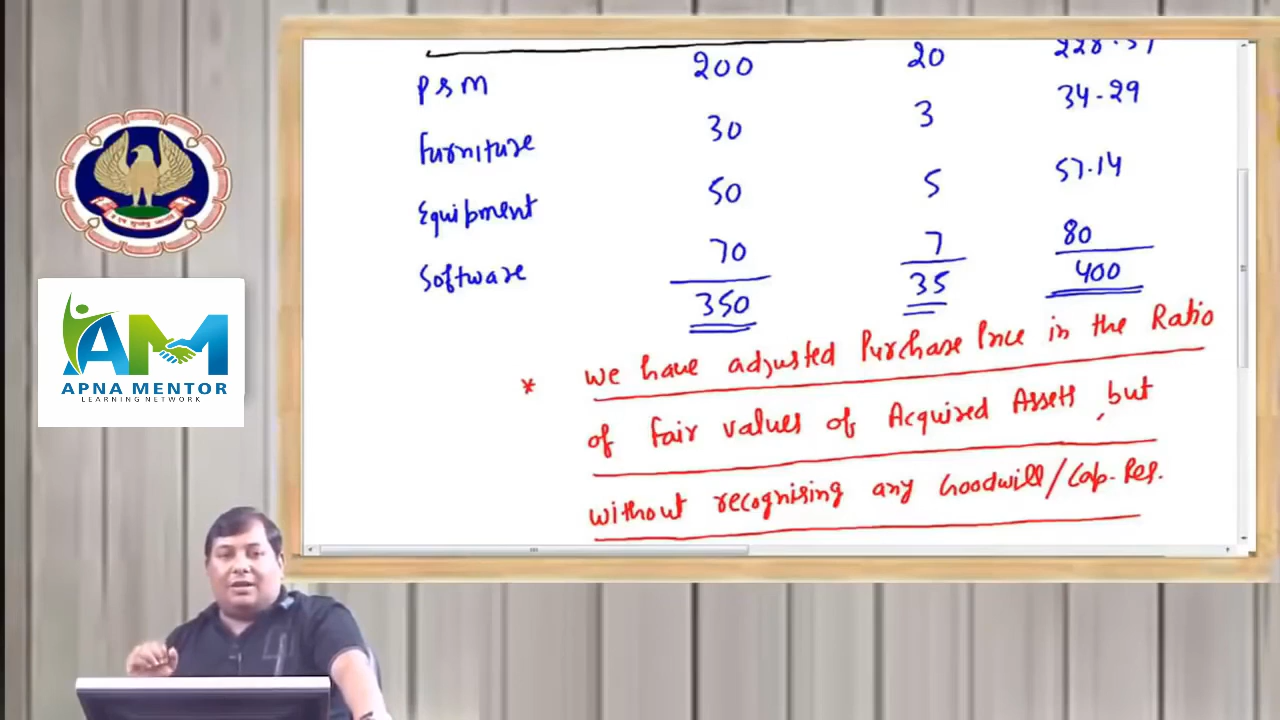 P & M 200 20
Furniture 30 3 34.29
Equipment 50 5 57.14
Software 70 7 80
350 35 400
* We have adjusted Purchase Price in the Ratio
of fair values of Acquired Assets, but
without recognising any Goodwill/Cap. Res.
AM
APNA MENTOR
LEARNING NETWORK